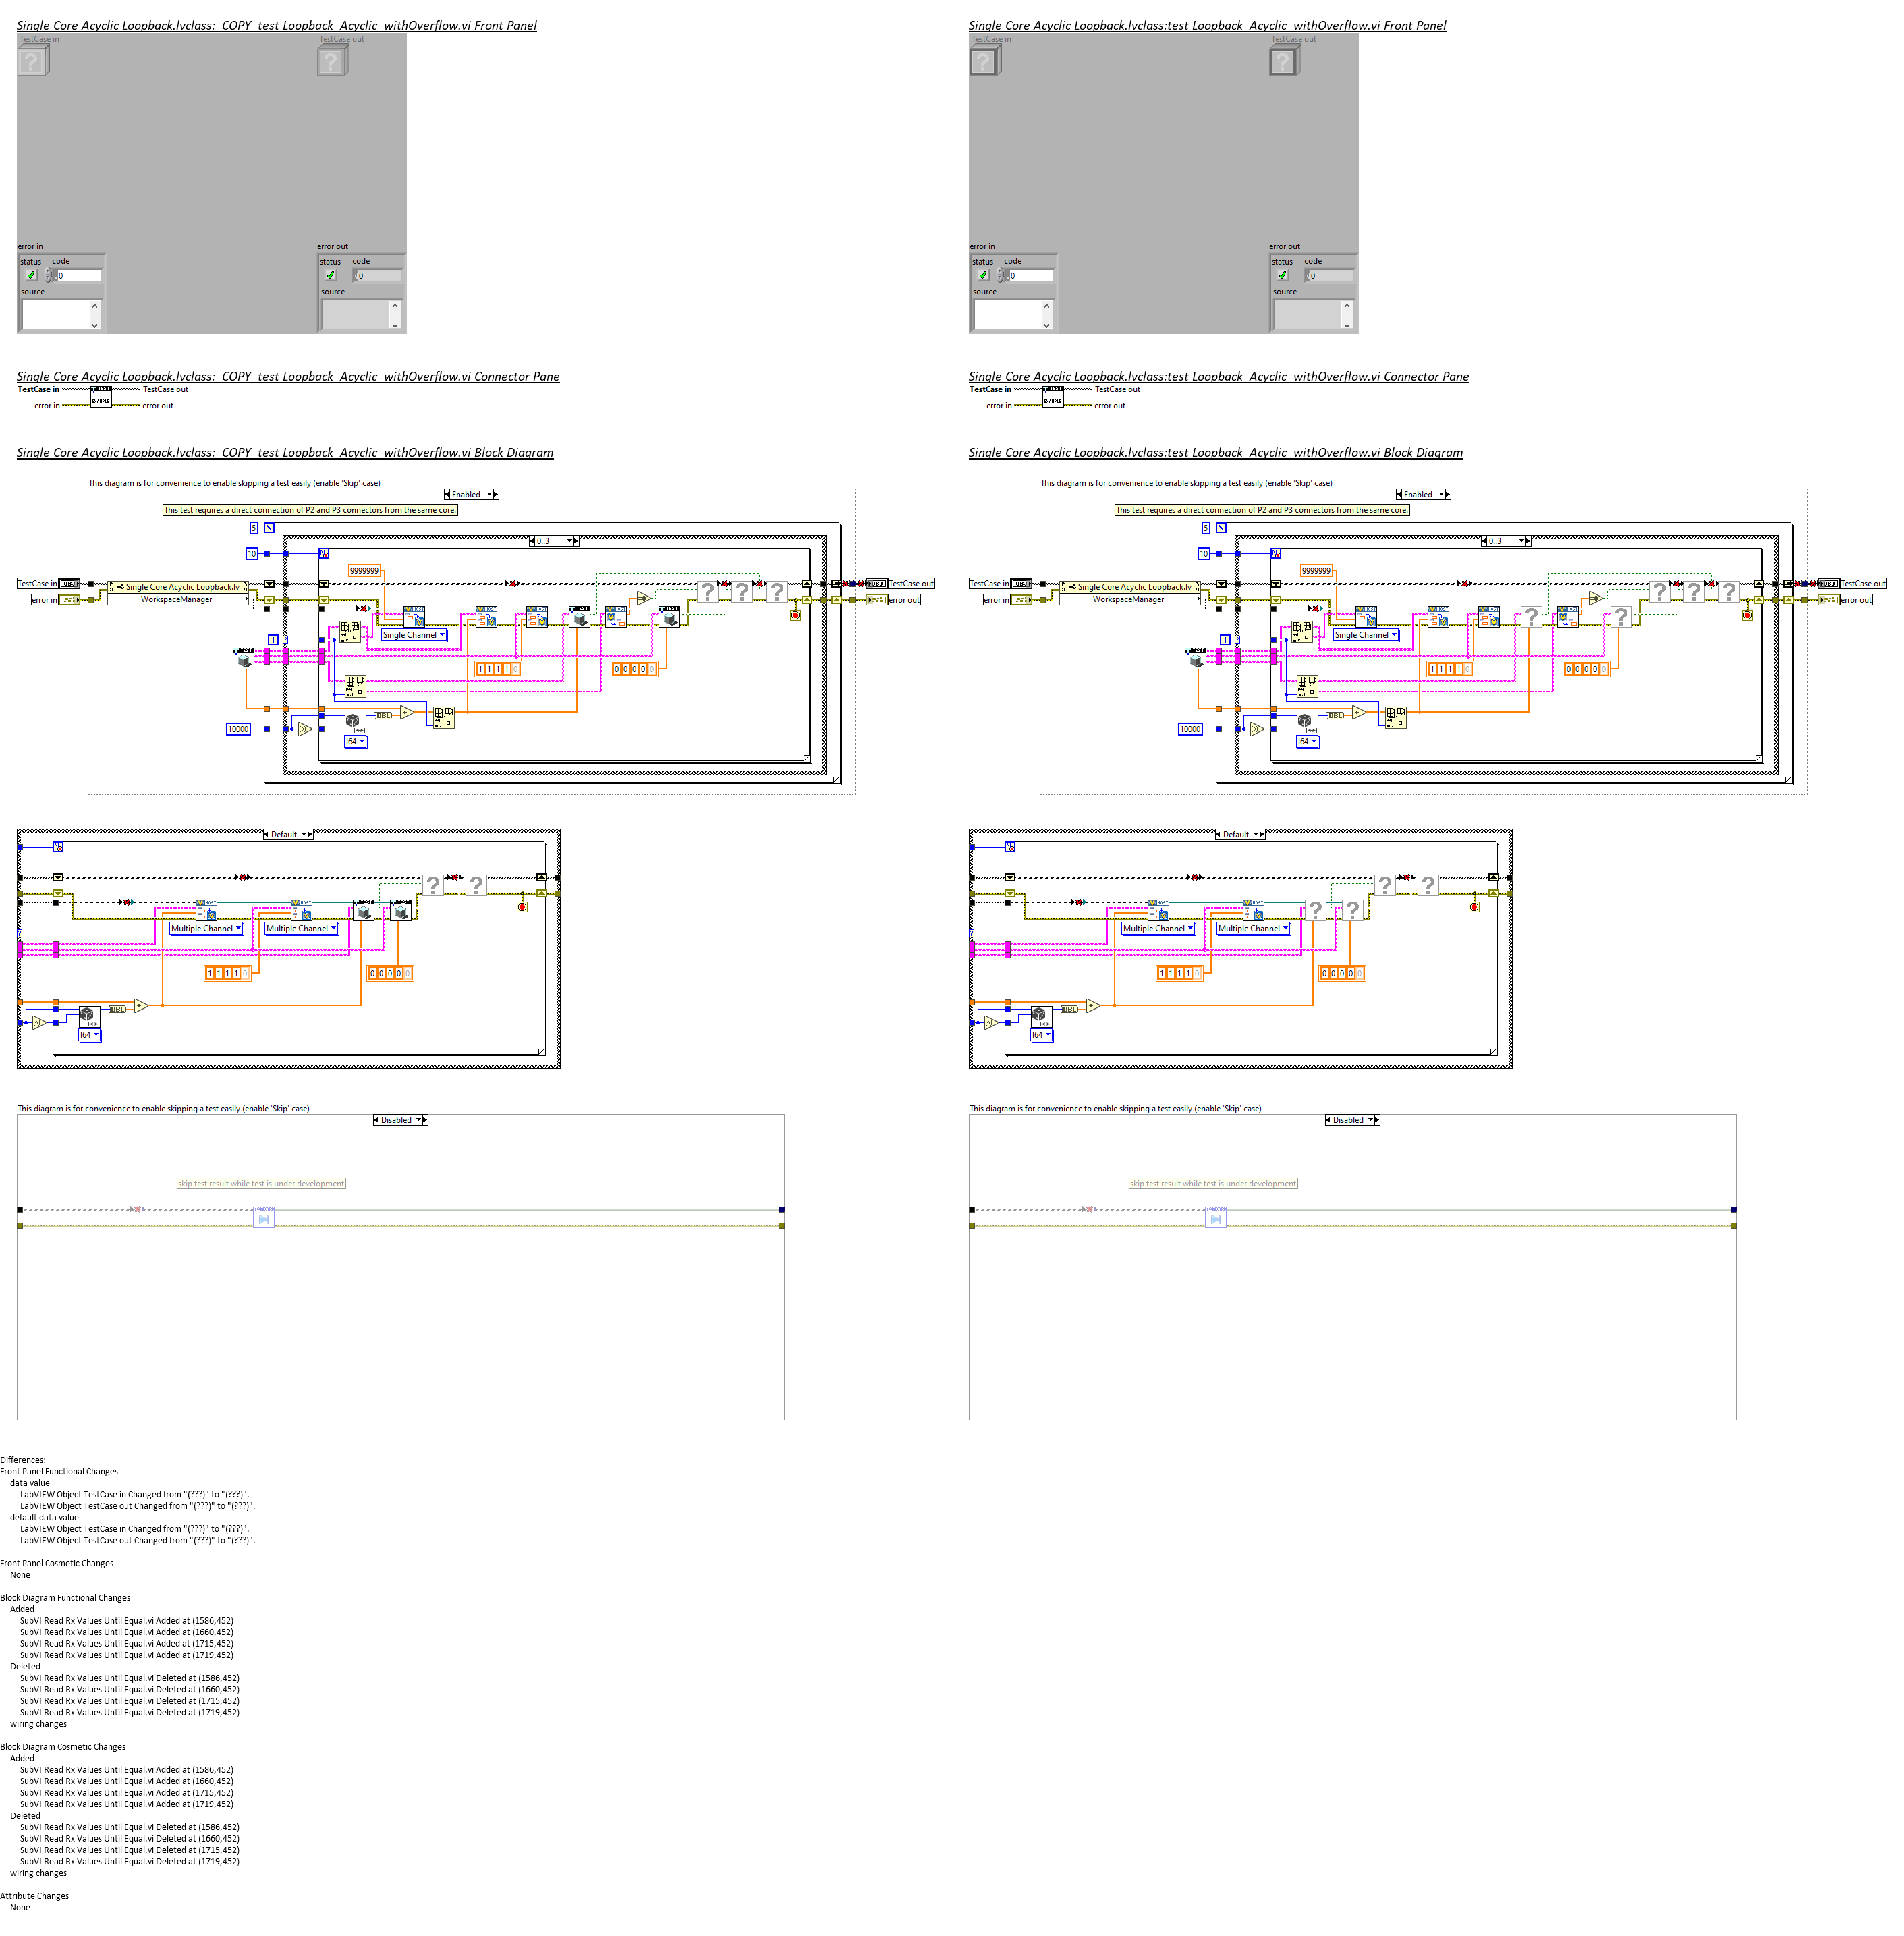 Single Core Acyclic Loopback.lvclass:_COPY_test Loopback_Acyclic_withOverflow.vi Front Panel
TestCase in
TestCase out
error in
status
code
0
source
error out
status
code
0
source
Single Core Acyclic Loopback.lvclass:test Loopback_Acyclic_withOverflow.vi Front Panel
TestCase in
TestCase out
error in
status
code
0
source
error out
status
code
0
source
Single Core Acyclic Loopback.lvclass:_COPY_test Loopback_Acyclic_withOverflow.vi Connector Pane
TestCase in
TEST
TestCase out
error in
EXAMPLE
error out
Single Core Acyclic Loopback.lvclass:test Loopback_Acyclic_withOverflow.vi Connector Pane
TestCase in
TEST
TestCase out
error in
EXAMPLE
error out
Single Core Acyclic Loopback.lvclass:_COPY_test Loopback_Acyclic_withOverflow.vi Block Diagram
This diagram is for convenience to enable skipping a test easily (enable 'Skip' case)
Enabled
This test requires a direct connection of P2 and P3 connectors from the same core.
5
N
0..3
10
9999999
TestCase in
OBJ
Single Core Acyclic Loopback.lv
OBJ
TestCase out
error in
WorkspaceManager
error out
Single Channel
i
TEST
1 1 1 1 0
0 0 0 0 0
DBL
10000
I64
Single Core Acyclic Loopback.lvclass:test Loopback_Acyclic_withOverflow.vi Block Diagram
This diagram is for convenience to enable skipping a test easily (enable 'Skip' case)
Enabled
This test requires a direct connection of P2 and P3 connectors from the same core.
5
N
0..3
10
9999999
TestCase in
OBJ
Single Core Acyclic Loopback.lv
OBJ
TestCase out
error in
WorkspaceManager
error out
Single Channel
i
TEST
1 1 1 1 0
0 0 0 0 0
DBL
10000
I64
Default
Multiple Channel
Multiple Channel
1 1 1 1 0
0 0 0 0 0
DBL
I64
Default
Multiple Channel
Multiple Channel
1 1 1 1 0
0 0 0 0 0
DBL
I64
This diagram is for convenience to enable skipping a test easily (enable 'Skip' case)
Disabled
skip test result while test is under development
This diagram is for convenience to enable skipping a test easily (enable 'Skip' case)
Disabled
skip test result while test is under development
Differences:
Front Panel Functional Changes
data value
LabVIEW Object TestCase in Changed from "(???)" to "(???)".
LabVIEW Object TestCase out Changed from "(???)" to "(???)".
default data value
LabVIEW Object TestCase in Changed from "(???)" to "(???)".
LabVIEW Object TestCase out Changed from "(???)" to "(???)".
Front Panel Cosmetic Changes
None
Block Diagram Functional Changes
Added
SubVI Read Rx Values Until Equal.vi Added at (1586,452)
SubVI Read Rx Values Until Equal.vi Added at (1660,452)
SubVI Read Rx Values Until Equal.vi Added at (1715,452)
SubVI Read Rx Values Until Equal.vi Added at (1719,452)
Deleted
SubVI Read Rx Values Until Equal.vi Deleted at (1586,452)
SubVI Read Rx Values Until Equal.vi Deleted at (1660,452)
SubVI Read Rx Values Until Equal.vi Deleted at (1715,452)
SubVI Read Rx Values Until Equal.vi Deleted at (1719,452)
wiring changes
Block Diagram Cosmetic Changes
Added
SubVI Read Rx Values Until Equal.vi Added at (1586,452)
SubVI Read Rx Values Until Equal.vi Added at (1660,452)
SubVI Read Rx Values Until Equal.vi Added at (1715,452)
SubVI Read Rx Values Until Equal.vi Added at (1719,452)
Deleted
SubVI Read Rx Values Until Equal.vi Deleted at (1586,452)
SubVI Read Rx Values Until Equal.vi Deleted at (1660,452)
SubVI Read Rx Values Until Equal.vi Deleted at (1715,452)
SubVI Read Rx Values Until Equal.vi Deleted at (1719,452)
wiring changes
Attribute Changes
None